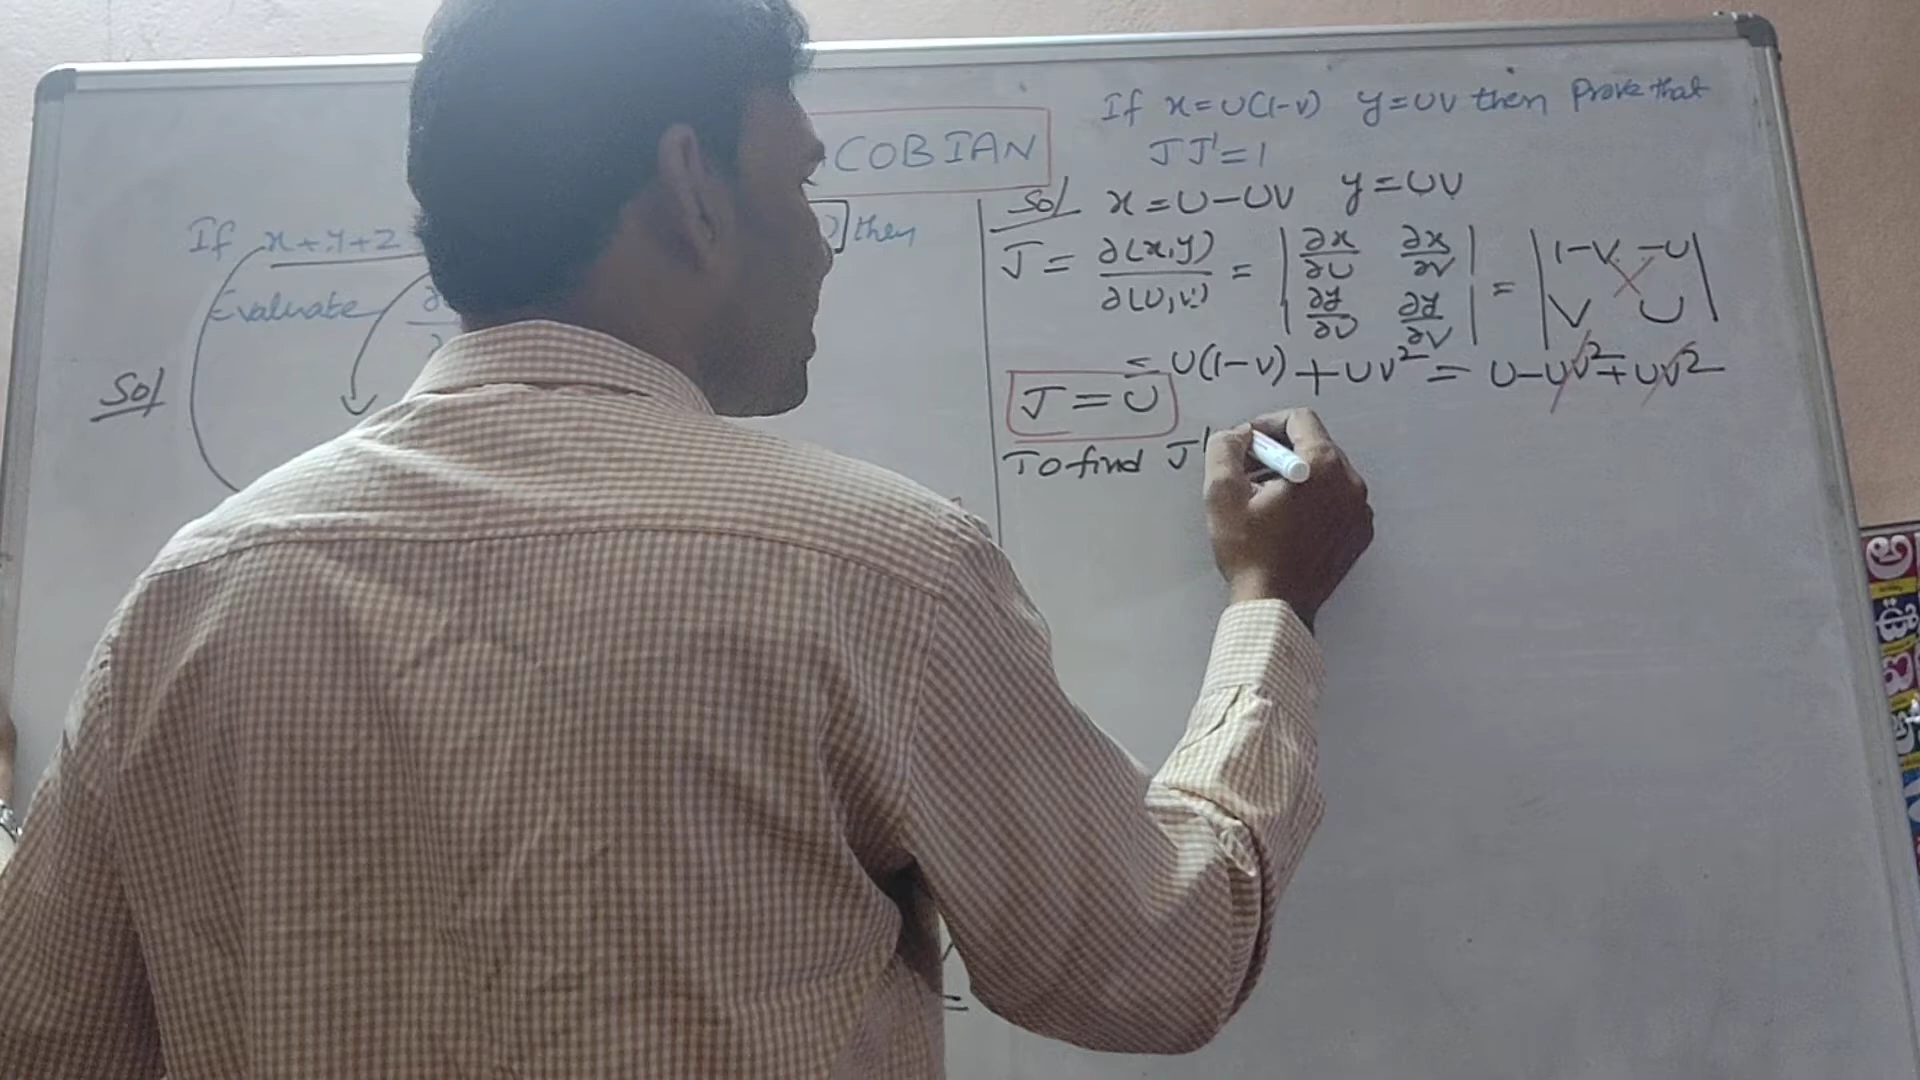 COBIAN
If x+y+z
then
Evaluate
Sol
If x=U(1-V) y=UV then Prove that
JJ'=1
Sol x=U-UV y=UV
J = ∂(x,y)/∂(U,V) = |∂x/∂U ∂x/∂V; ∂y/∂U ∂y/∂V| = |1-V -U; V U|
= U(1-V)+UV² = U-UV²+UV²
J=U
To find J'